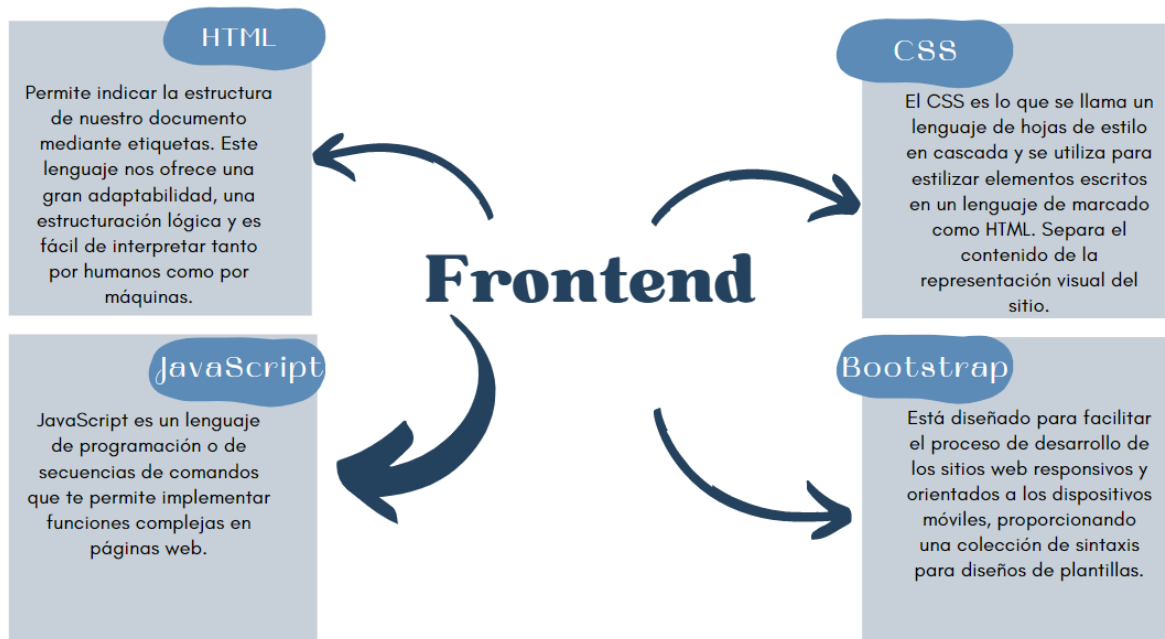 HTML
Permite indicar la estructura
de nuestro documento
mediante etiquetas. Este
lenguaje nos ofrece una
gran adaptabilidad, una
estructuración lógica y es
fácil de interpretar tanto
por humanos como por
máquinas.
CSS
El CSS es lo que se llama un
lenguaje de hojas de estilo
en cascada y se utiliza para
estilizar elementos escritos
en un lenguaje de marcado
como HTML. Separa el
contenido de la
representación visual del
sitio.
Frontend
JavaScript
JavaScript es un lenguaje
de programación o de
secuencias de comandos
que te permite implementar
funciones complejas en
páginas web.
Bootstrap
Está diseñado para facilitar
el proceso de desarrollo de
los sitios web responsivos y
orientados a los dispositivos
móviles, proporcionando
una colección de sintaxis
para diseños de plantillas.